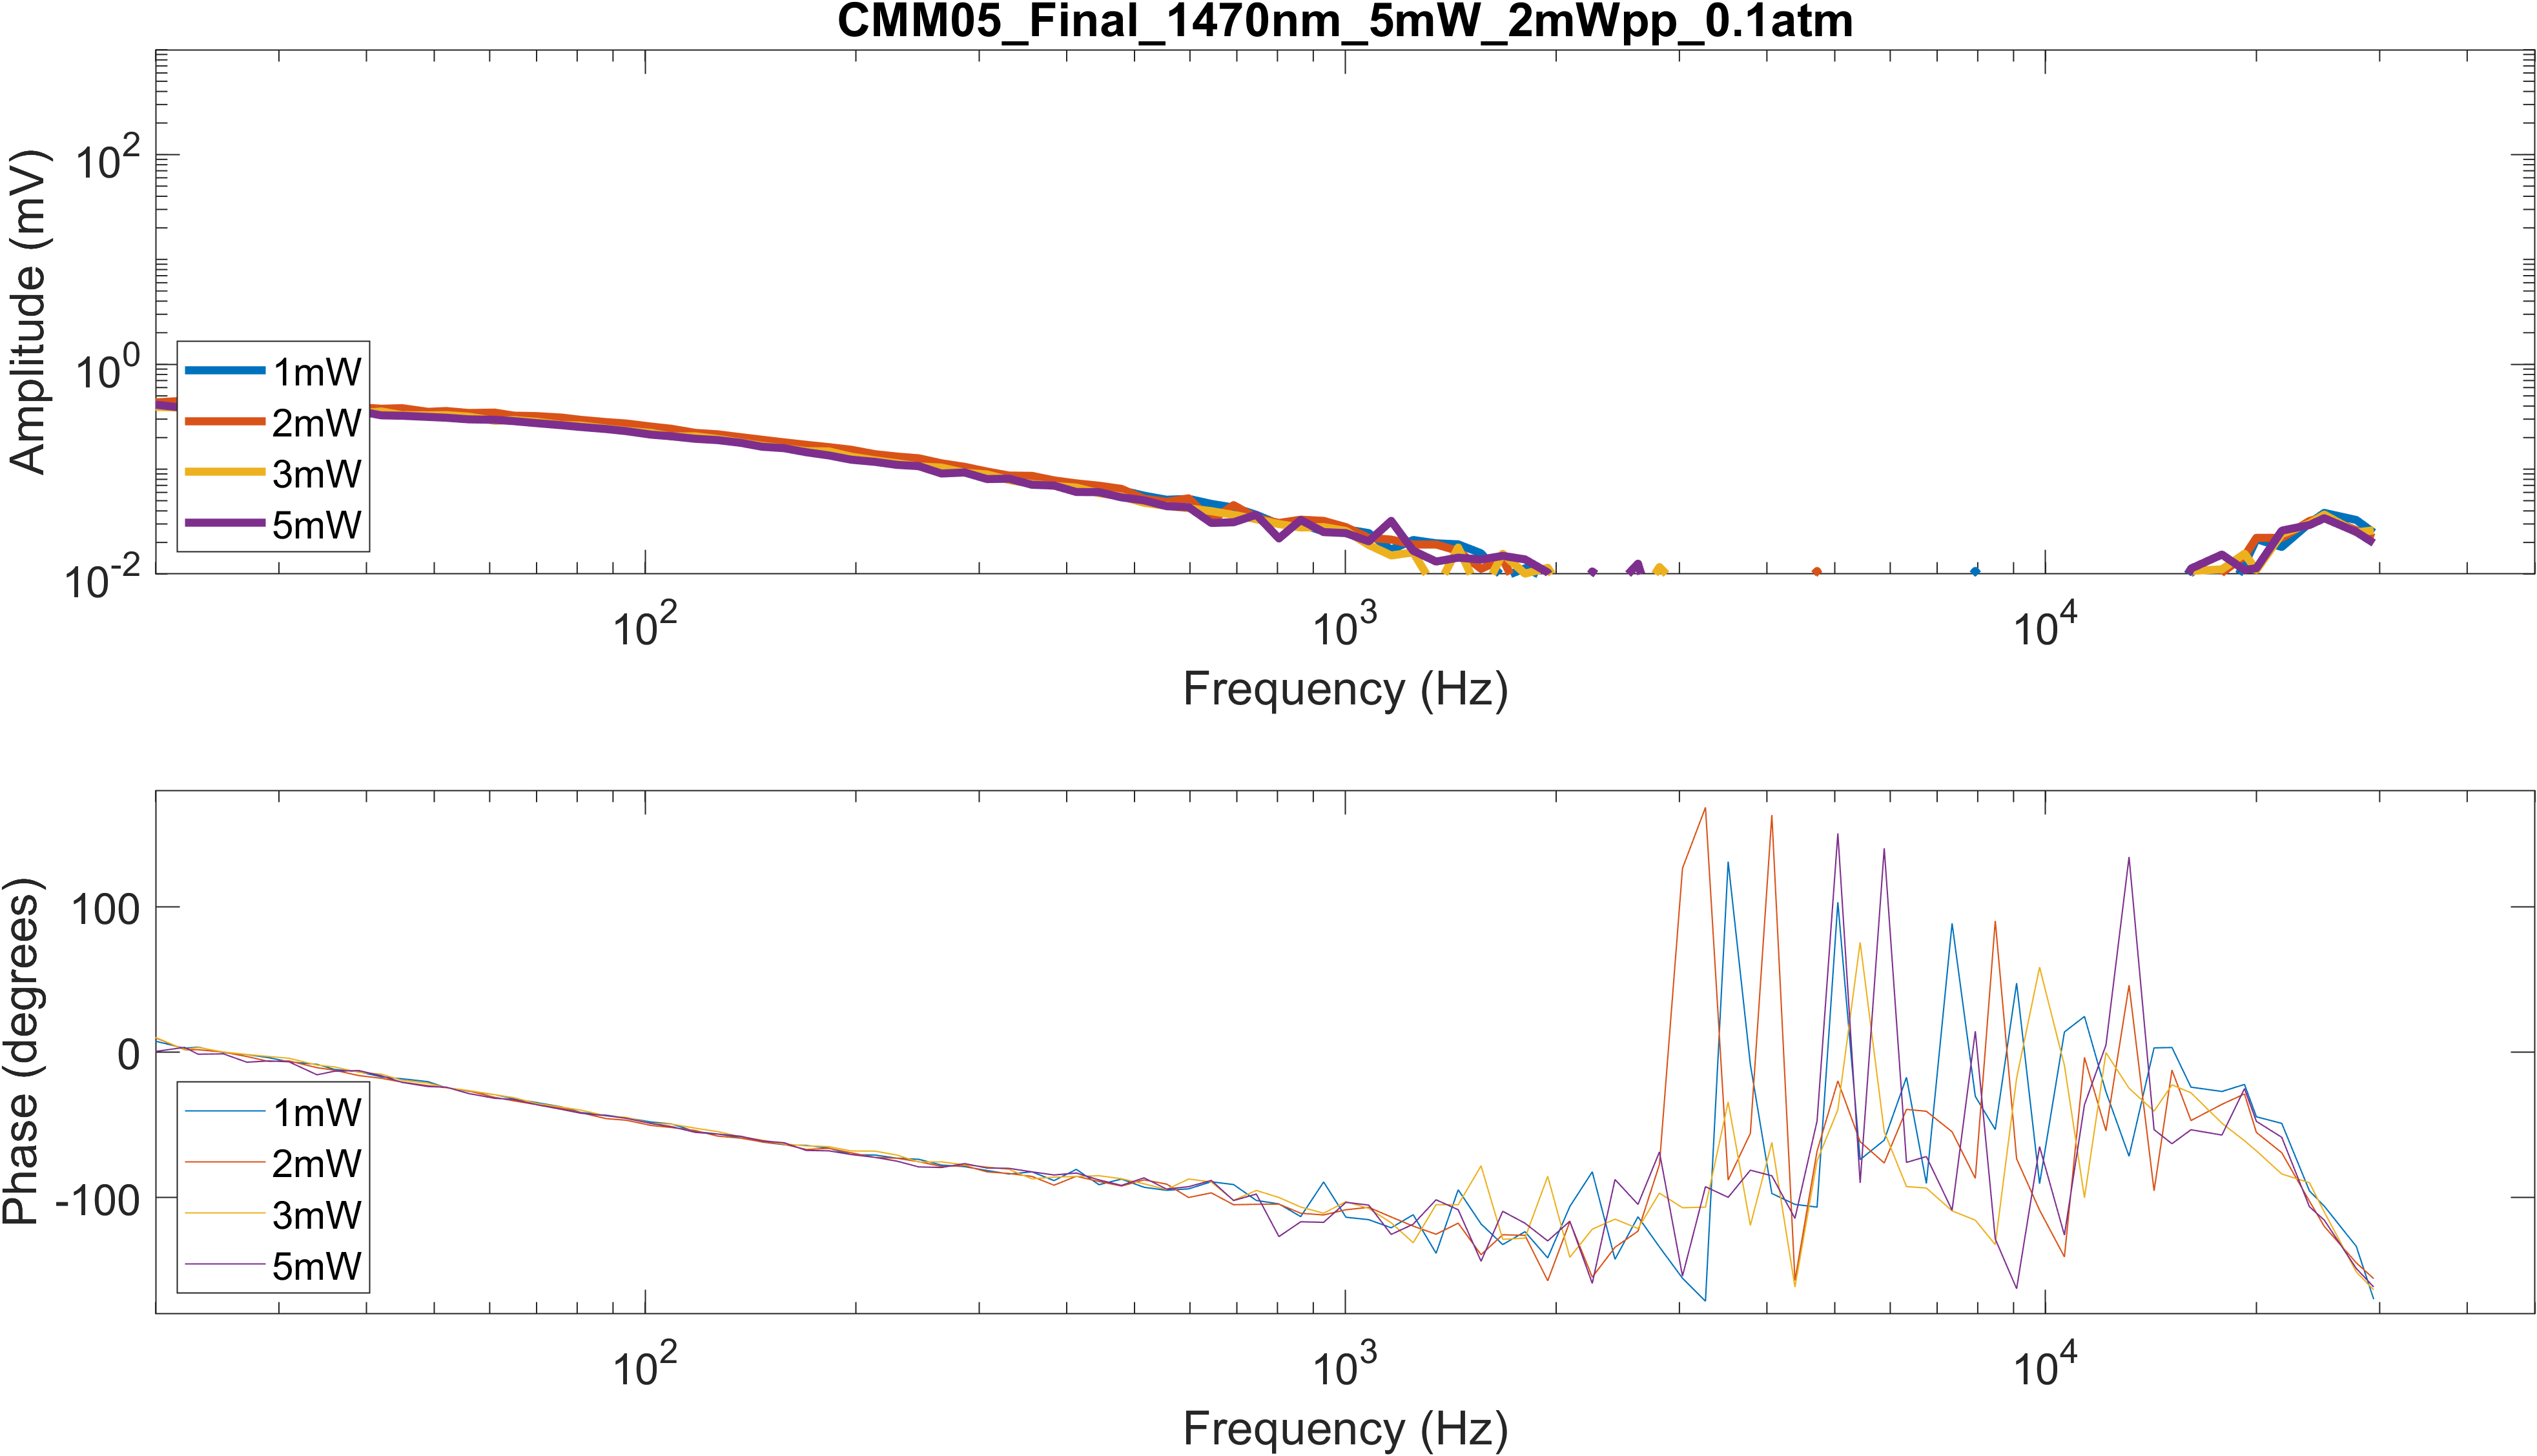 CMM05_Final_1470nm_5mW_2mWpp_0.1atm
Amplitude (mV)
10^2
10^0
10^-2
1mW
2mW
3mW
5mW
10^2 10^3 10^4
Frequency (Hz)
Phase (degrees)
100
0
-100
1mW
2mW
3mW
5mW
10^2 10^3 10^4
Frequency (Hz)